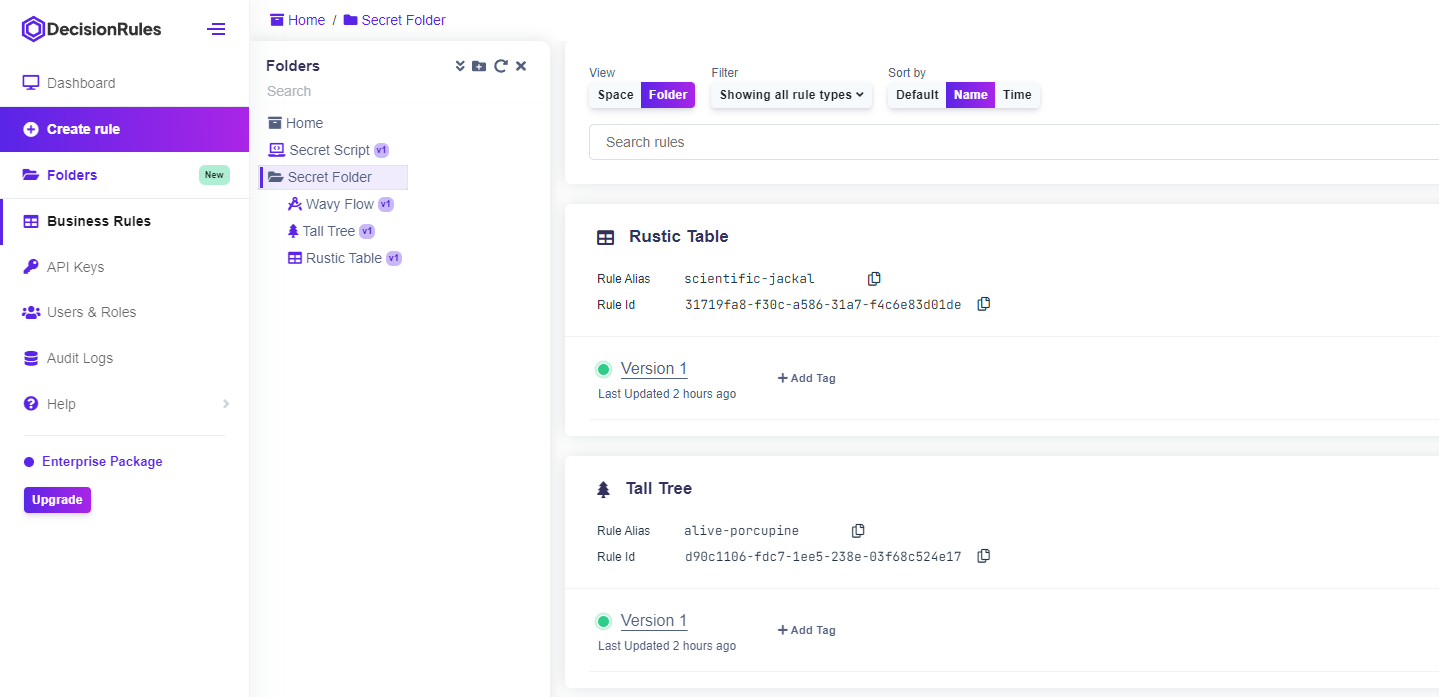 DecisionRules
Dashboard
Create rule
Folders New
Business Rules
API Keys
Users & Roles
Audit Logs
Help
Enterprise Package
Upgrade
Home / Secret Folder
Folders
Search
Home
Secret Script v1
Secret Folder
Wavy Flow v1
Tall Tree v1
Rustic Table v1
View Filter Sort by
Space Folder Showing all rule types Default Name Time
Search rules
Rustic Table
Rule Alias scientific-jackal
Rule Id 31719fa8-f30c-a586-31a7-f4c6e83d01de
Version 1
Add Tag
Last Updated 2 hours ago
Tall Tree
Rule Alias alive-porcupine
Rule Id d90c1106-fdc7-1ee5-238e-03f68c524e17
Version 1
Add Tag
Last Updated 2 hours ago